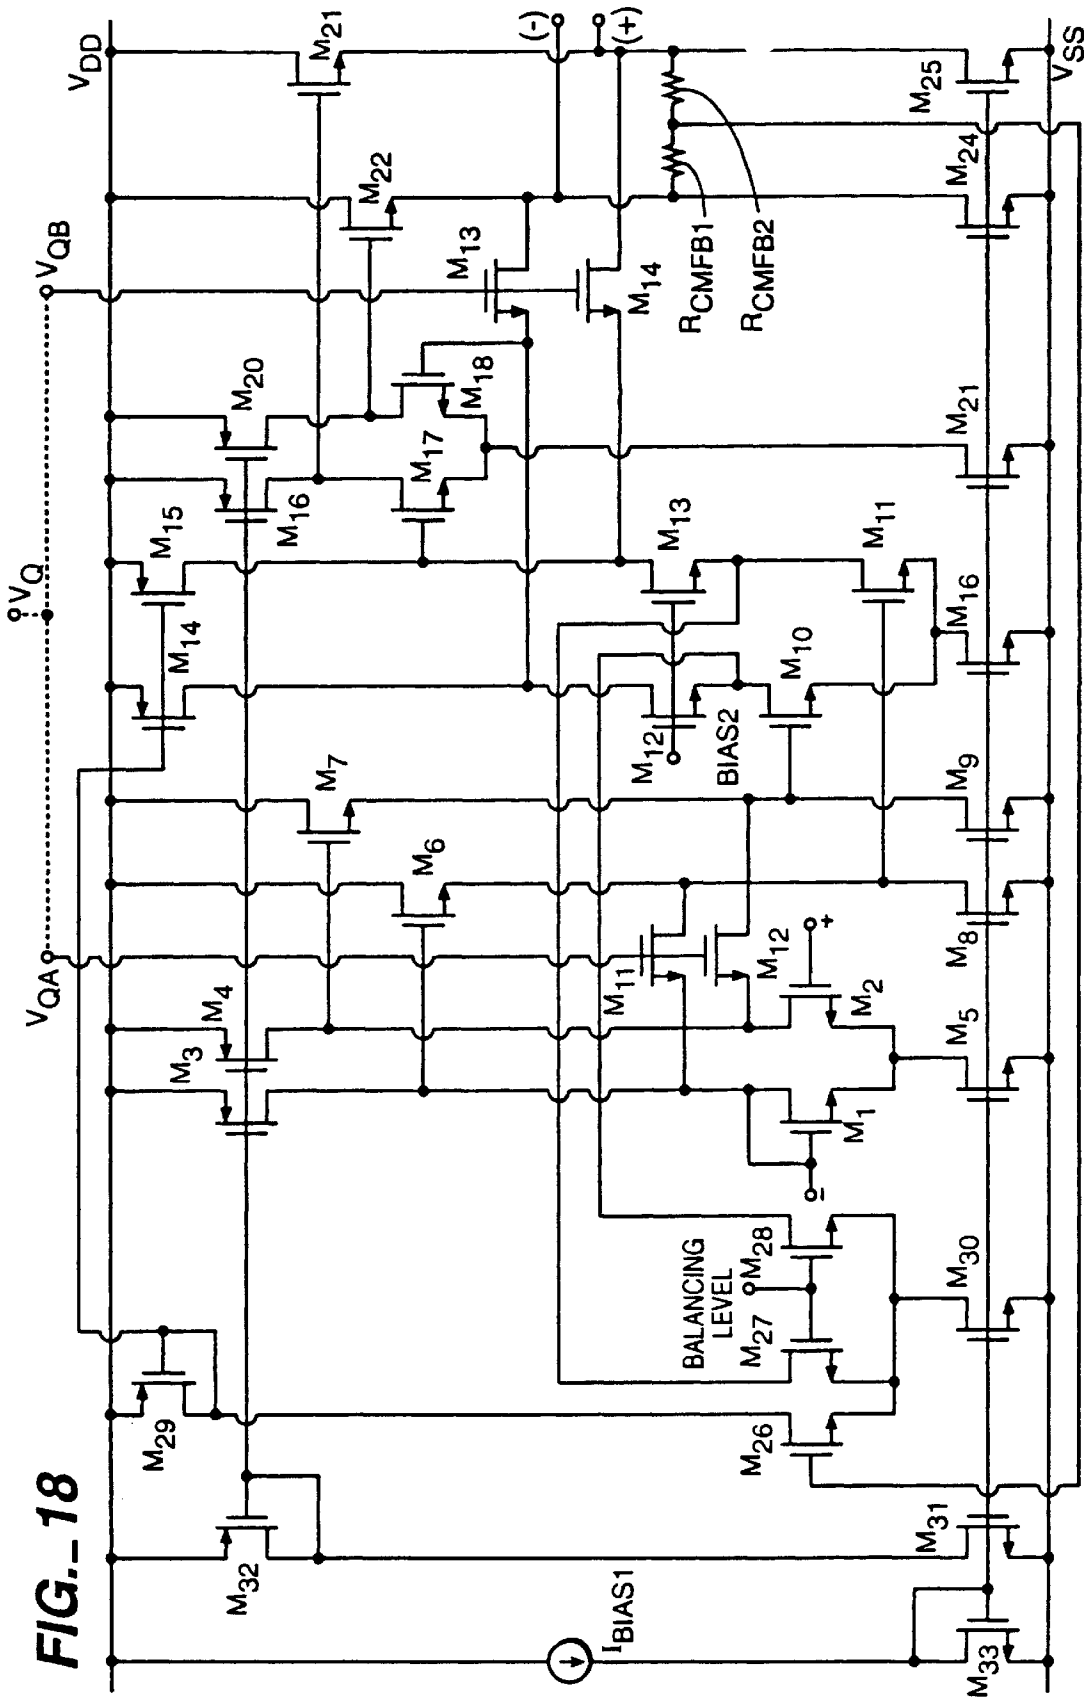 FIG._18
VDD
VQ
VQA
VQB
(-)
(+)
M21
M22
M20
M16
M15
M14
M13
M14
M18
M17
M7
M6
M4
M3
M29
M32
RCMFB1
RCMFB2
M13
M12
BIAS2
M10
M11
M11
M12
+
M2
M1
-
BALANCING
LEVEL
M28
M27
M26
IBIAS1
M33
M31
M30
M5
M8
M9
M16
M21
M24
M25
VSS